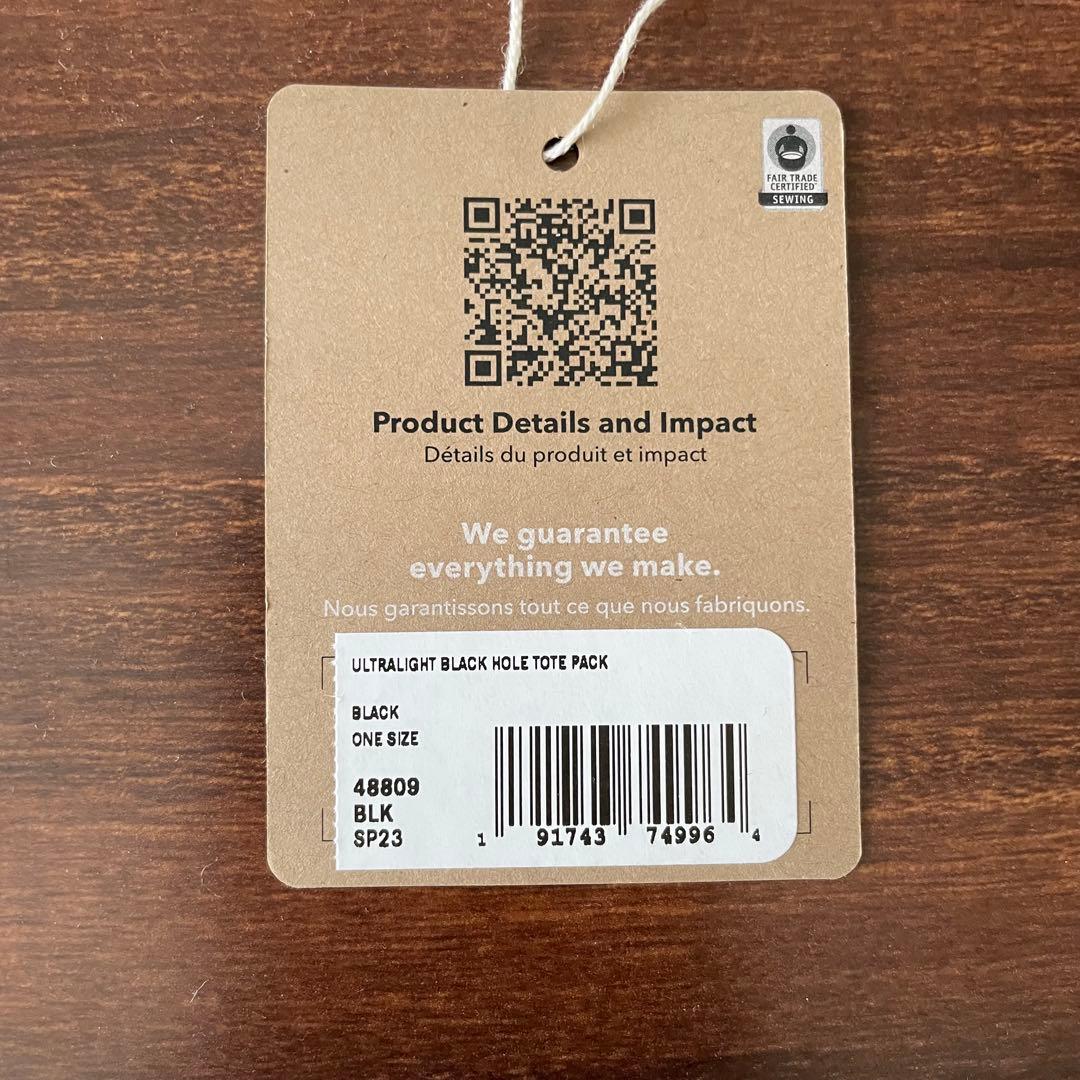 FAIR TRADE
CERTIFIED™
SEWING
Product Details and Impact
Détails du produit et impact
We guarantee
everything we make.
Nous garantissons tout ce que nous fabriquons.
ULTRALIGHT BLACK HOLE TOTE PACK
BLACK
ONE SIZE
48809
BLK
SP23
1 91743 74996 4